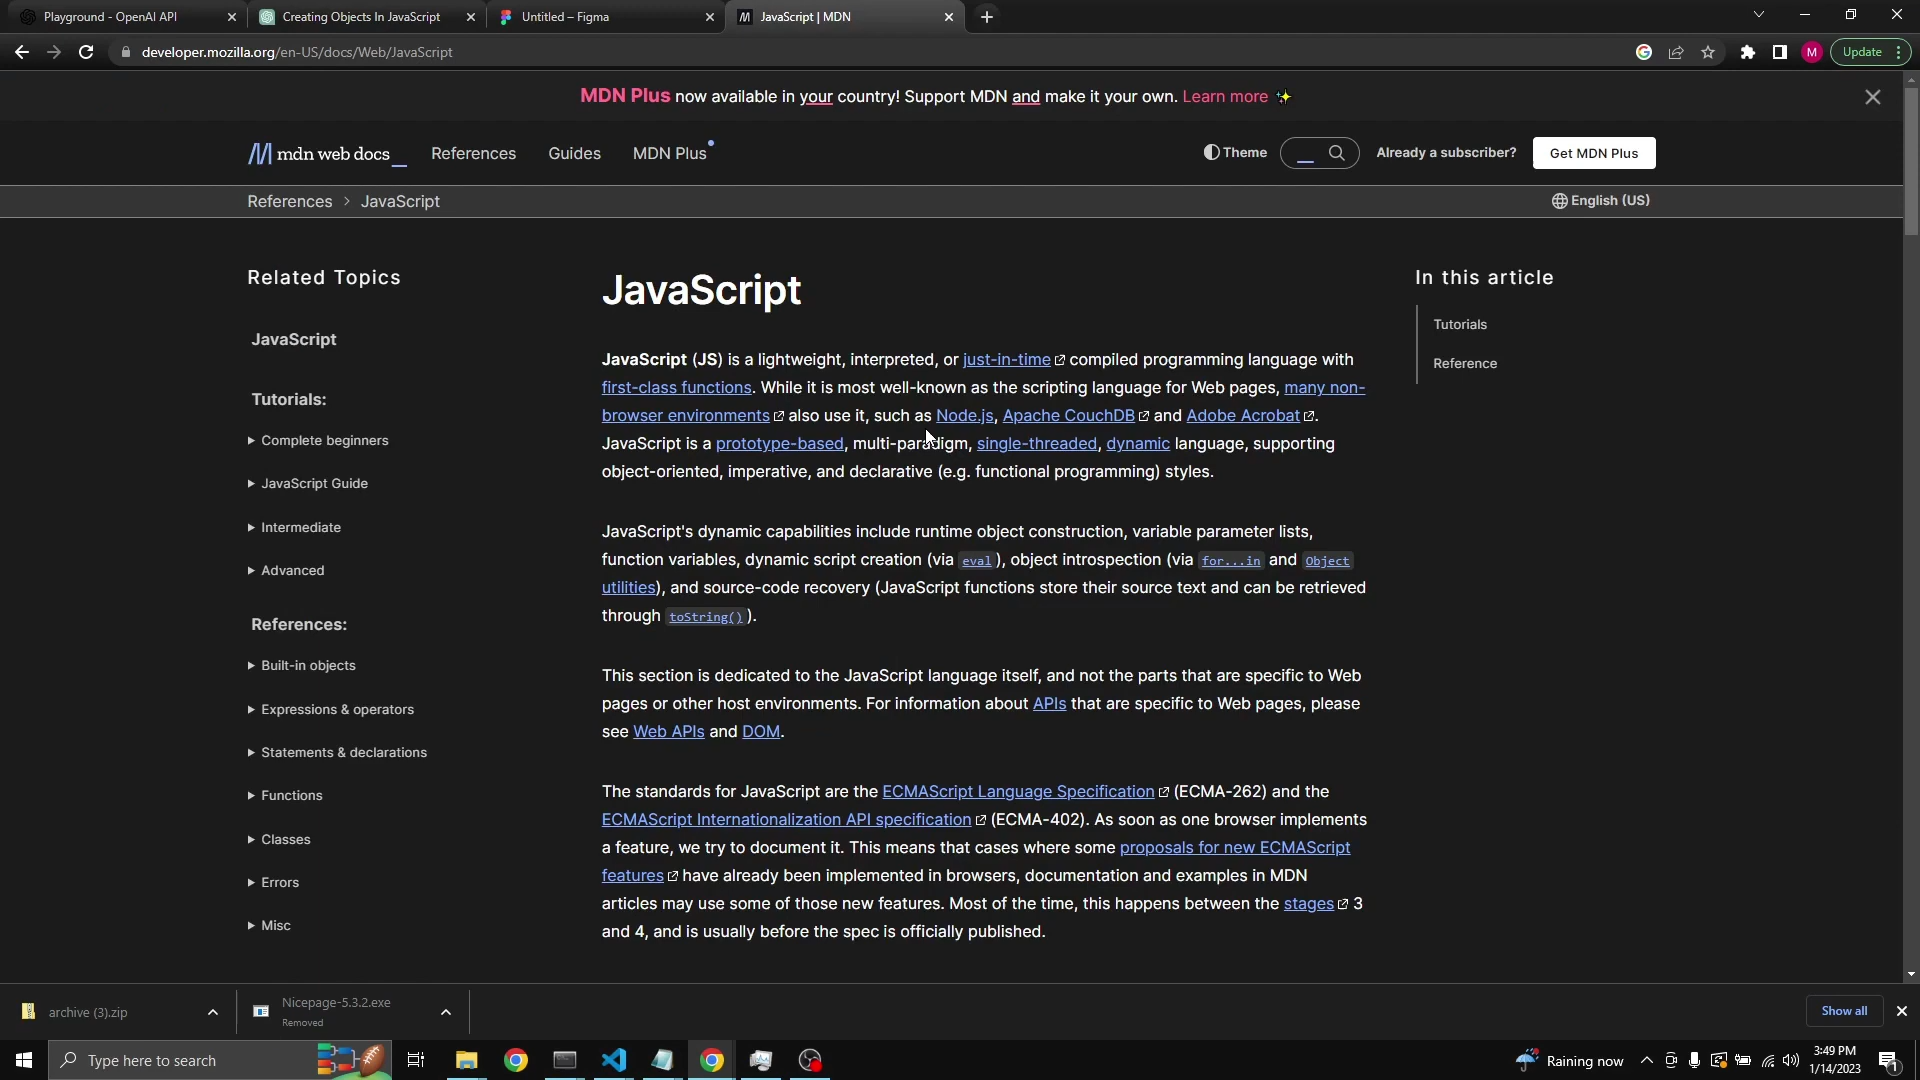 Playground - OpenAI API
Creating Objects In JavaScript
Untitled – Figma
JavaScript | MDN
developer.mozilla.org/en-US/docs/Web/JavaScript
M
Update
MDN Plus now available in your country! Support MDN and make it your own. Learn more ✨
mdn web docs_
References
Guides
MDN Plus
Theme
Already a subscriber?
Get MDN Plus
References > JavaScript
English (US)
Related Topics
JavaScript
Tutorials:
Complete beginners
JavaScript Guide
Intermediate
Advanced
References:
Built-in objects
Expressions & operators
Statements & declarations
Functions
Classes
Errors
Misc
JavaScript
JavaScript (JS) is a lightweight, interpreted, or just-in-time compiled programming language with
first-class functions. While it is most well-known as the scripting language for Web pages, many non-
browser environments also use it, such as Node.js, Apache CouchDB and Adobe Acrobat.
JavaScript is a prototype-based, multi-paradigm, single-threaded, dynamic language, supporting
object-oriented, imperative, and declarative (e.g. functional programming) styles.
JavaScript's dynamic capabilities include runtime object construction, variable parameter lists,
function variables, dynamic script creation (via eval), object introspection (via for...in and Object
utilities), and source-code recovery (JavaScript functions store their source text and can be retrieved
through toString()).
This section is dedicated to the JavaScript language itself, and not the parts that are specific to Web
pages or other host environments. For information about APIs that are specific to Web pages, please
see Web APIs and DOM.
The standards for JavaScript are the ECMAScript Language Specification (ECMA-262) and the
ECMAScript Internationalization API specification (ECMA-402). As soon as one browser implements
a feature, we try to document it. This means that cases where some proposals for new ECMAScript
features have already been implemented in browsers, documentation and examples in MDN
articles may use some of those new features. Most of the time, this happens between the stages 3
and 4, and is usually before the spec is officially published.
In this article
Tutorials
Reference
archive (3).zip
Nicepage-5.3.2.exe
Removed
Show all
Type here to search
Raining now
3:49 PM
1/14/2023
1